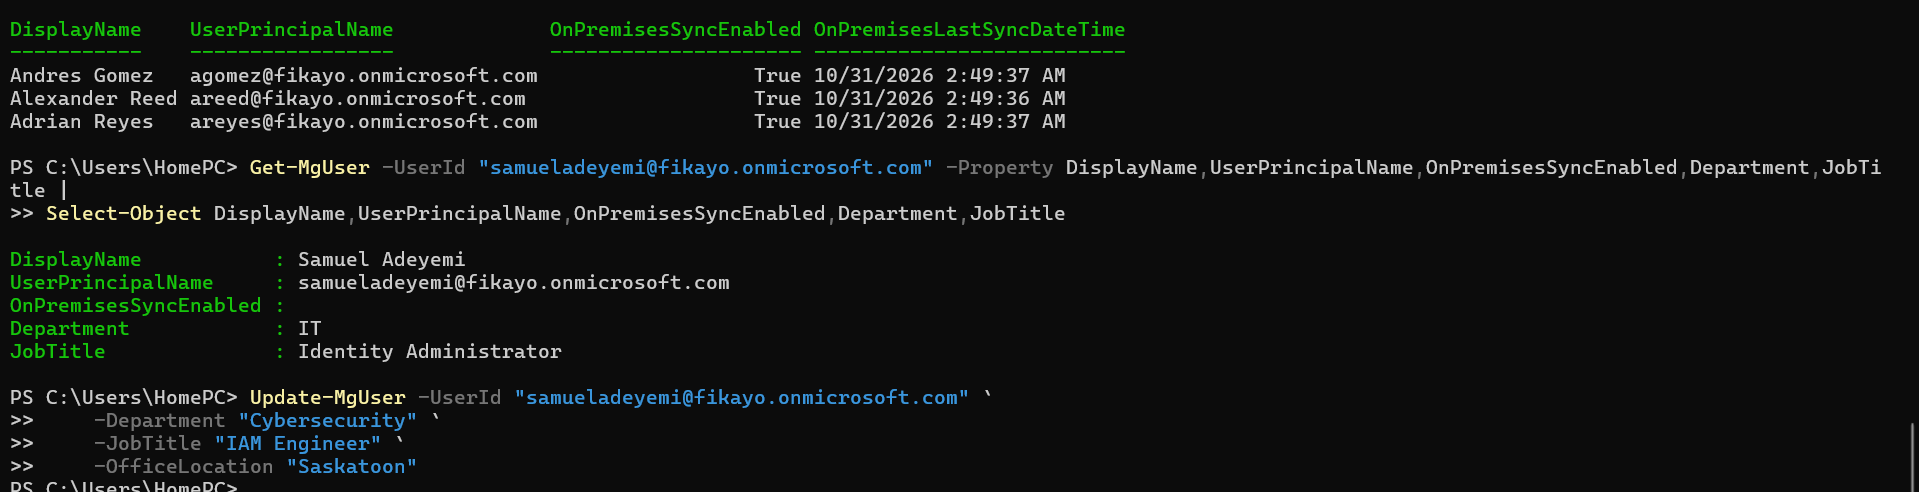 DisplayName    UserPrincipalName             OnPremisesSyncEnabled OnPremisesLastSyncDateTime
-----------    -----------------             --------------------- --------------------------
Andres Gomez   agomez@fikayo.onmicrosoft.com                  True 10/31/2026 2:49:37 AM
Alexander Reed areed@fikayo.onmicrosoft.com                   True 10/31/2026 2:49:36 AM
Adrian Reyes   areyes@fikayo.onmicrosoft.com                  True 10/31/2026 2:49:37 AM
PS C:\Users\HomePC> Get-MgUser -UserId "samueladeyemi@fikayo.onmicrosoft.com" -Property DisplayName,UserPrincipalName,OnPremisesSyncEnabled,Department,JobTi
tle |
>> Select-Object DisplayName,UserPrincipalName,OnPremisesSyncEnabled,Department,JobTitle
DisplayName           : Samuel Adeyemi
UserPrincipalName     : samueladeyemi@fikayo.onmicrosoft.com
OnPremisesSyncEnabled :
Department            : IT
JobTitle              : Identity Administrator
PS C:\Users\HomePC> Update-MgUser -UserId "samueladeyemi@fikayo.onmicrosoft.com" `
>>     -Department "Cybersecurity" `
>>     -JobTitle "IAM Engineer" `
>>     -OfficeLocation "Saskatoon"
PS C:\Users\HomePC>